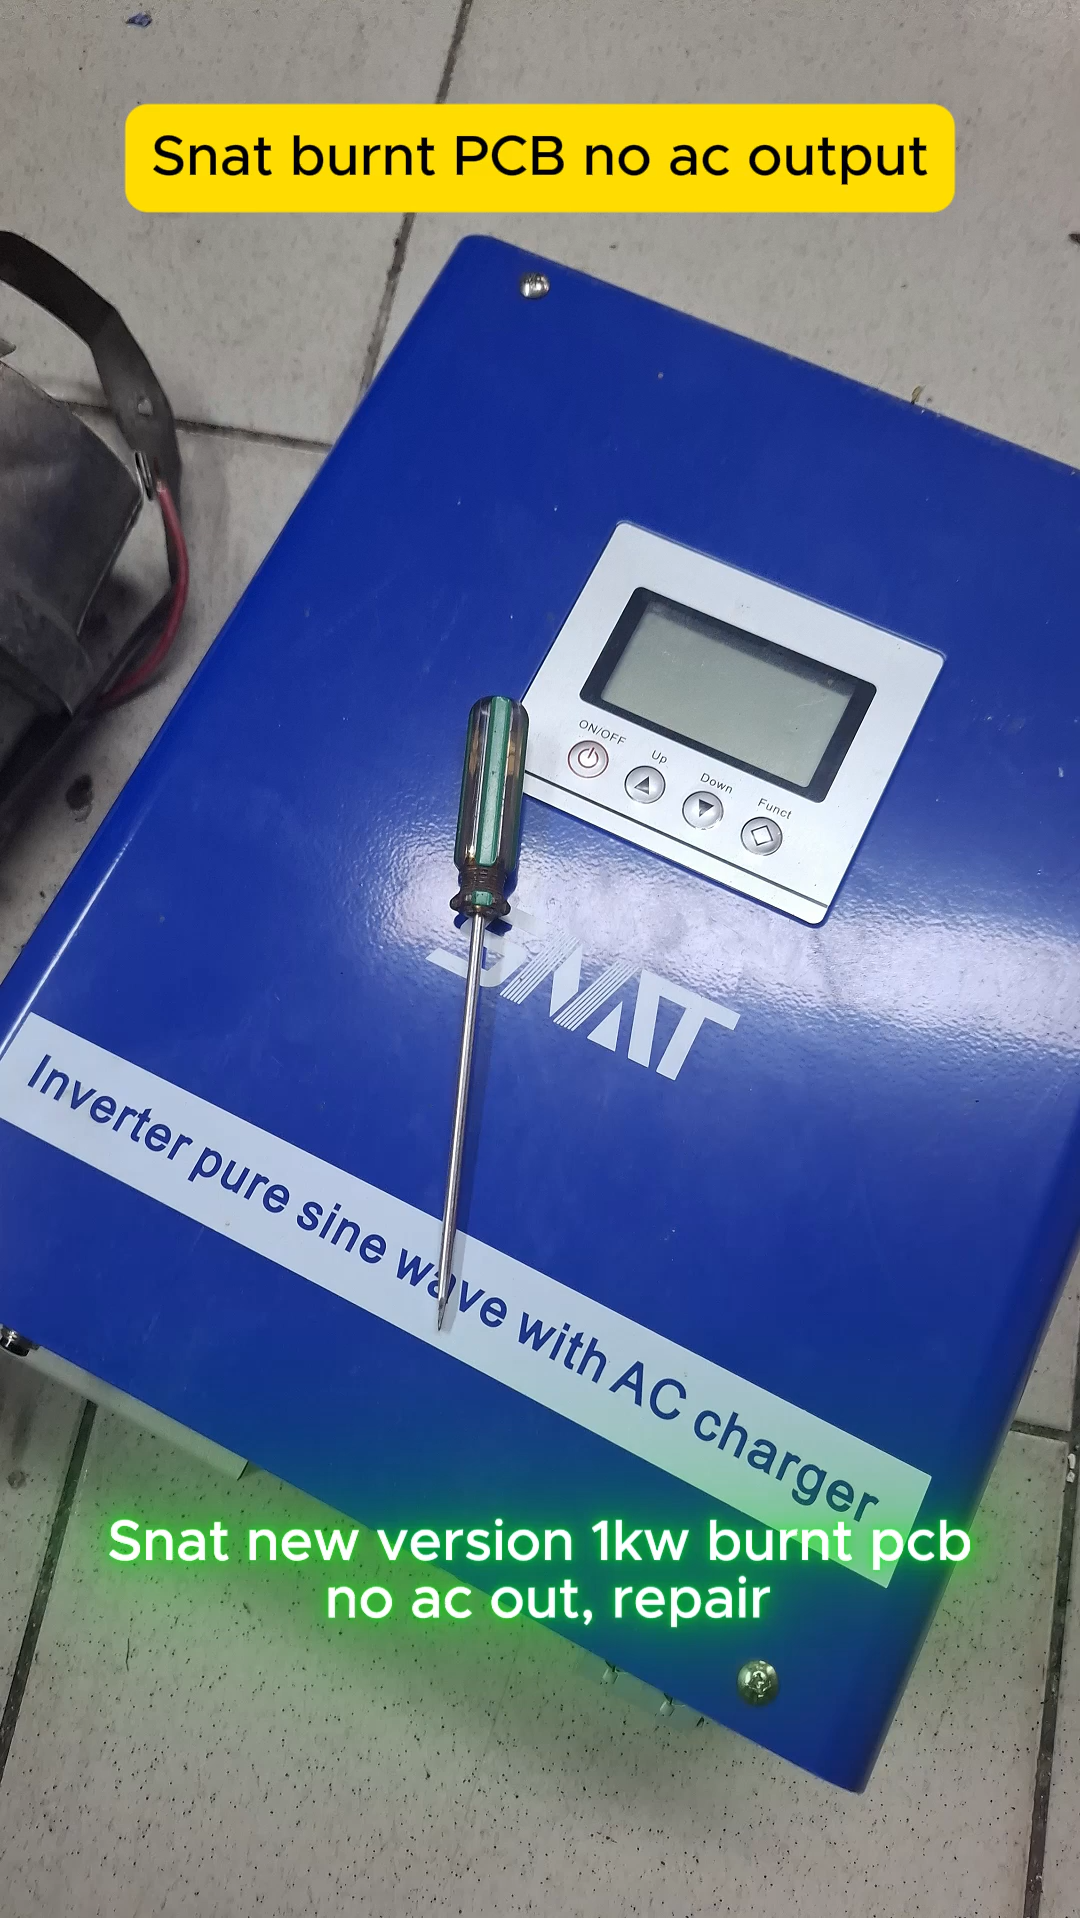 Snat burnt PCB no ac output
ON/OFF
Up
Down
Funct
SNAT
Inverter pure sine wave with AC charger
Snat new version 1kw burnt pcb
no ac out, repair